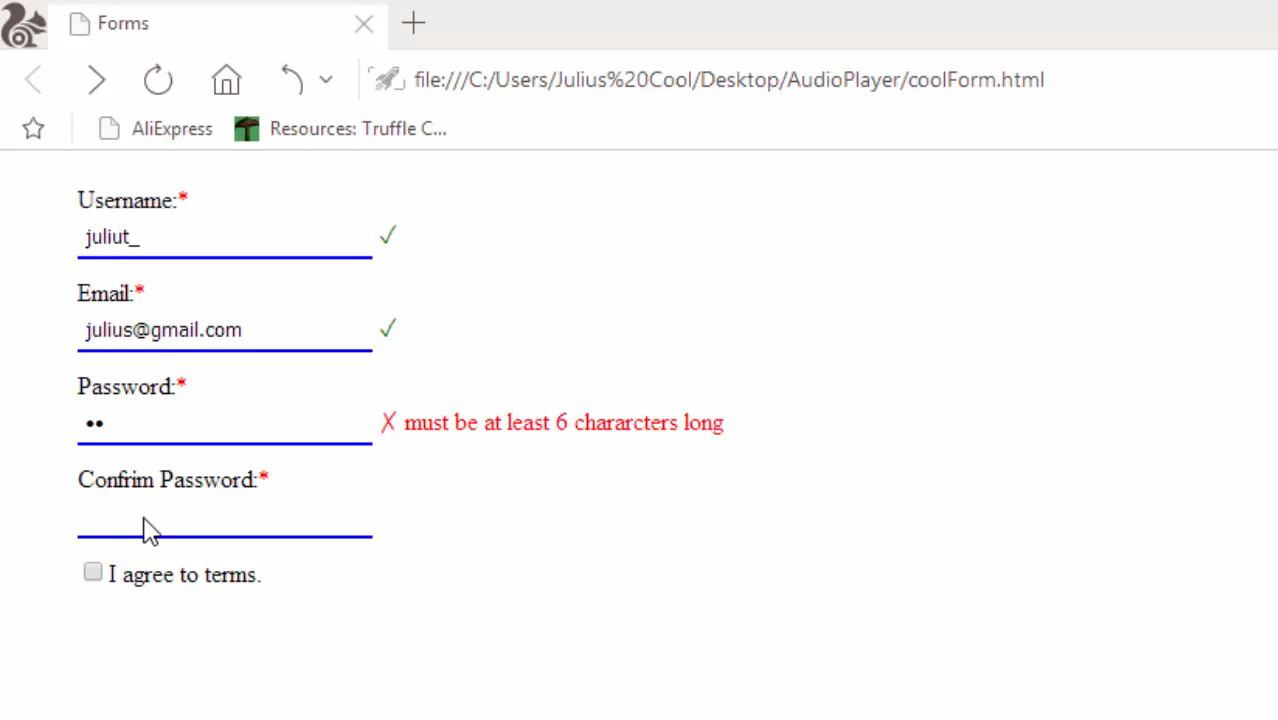 Forms
file:///C:/Users/Julius%20Cool/Desktop/AudioPlayer/coolForm.html
AliExpress Resources: Truffle C...
Username:*
juliut_ ✓
Email:*
julius@gmail.com ✓
Password:*
•• ✗ must be at least 6 chararcters long
Confrim Password:*
I agree to terms.